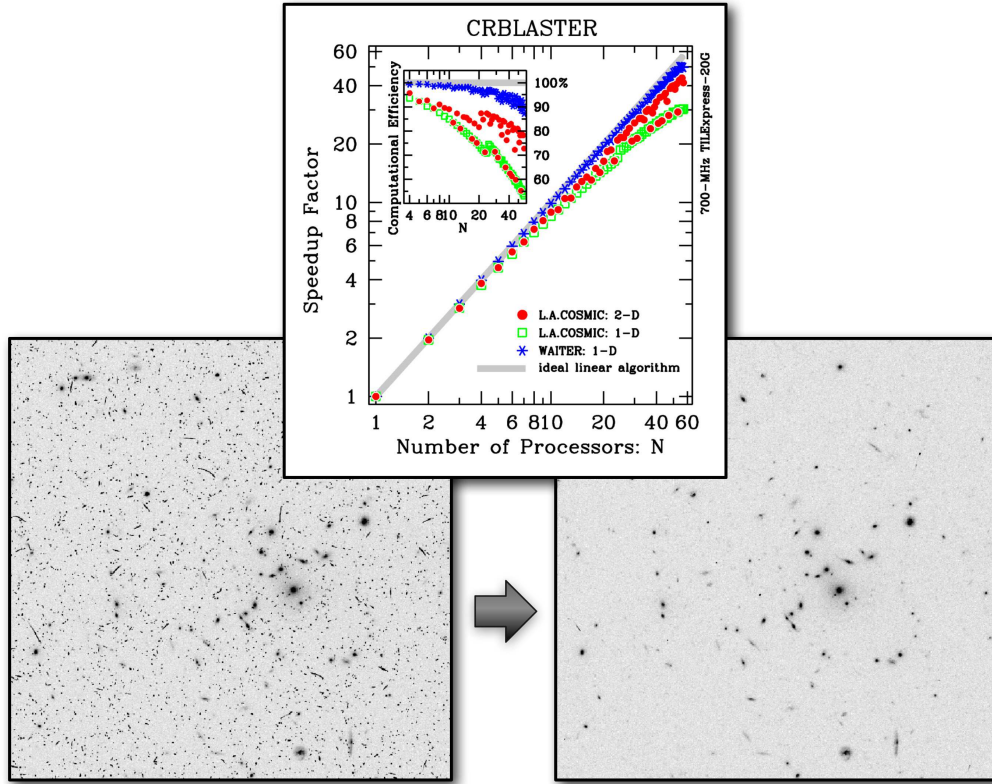 CRBLASTER
Speedup Factor
60
40
20
10
8
6
4
2
1
Computational Efficiency
100%
90
80
70
60
4 6 8 10 20 40
N
700-MHz TILExpress-20G
L.A.COSMIC: 2-D
L.A.COSMIC: 1-D
WAITER: 1-D
ideal linear algorithm
1 2 4 6 8 10 20 40 60
Number of Processors: N